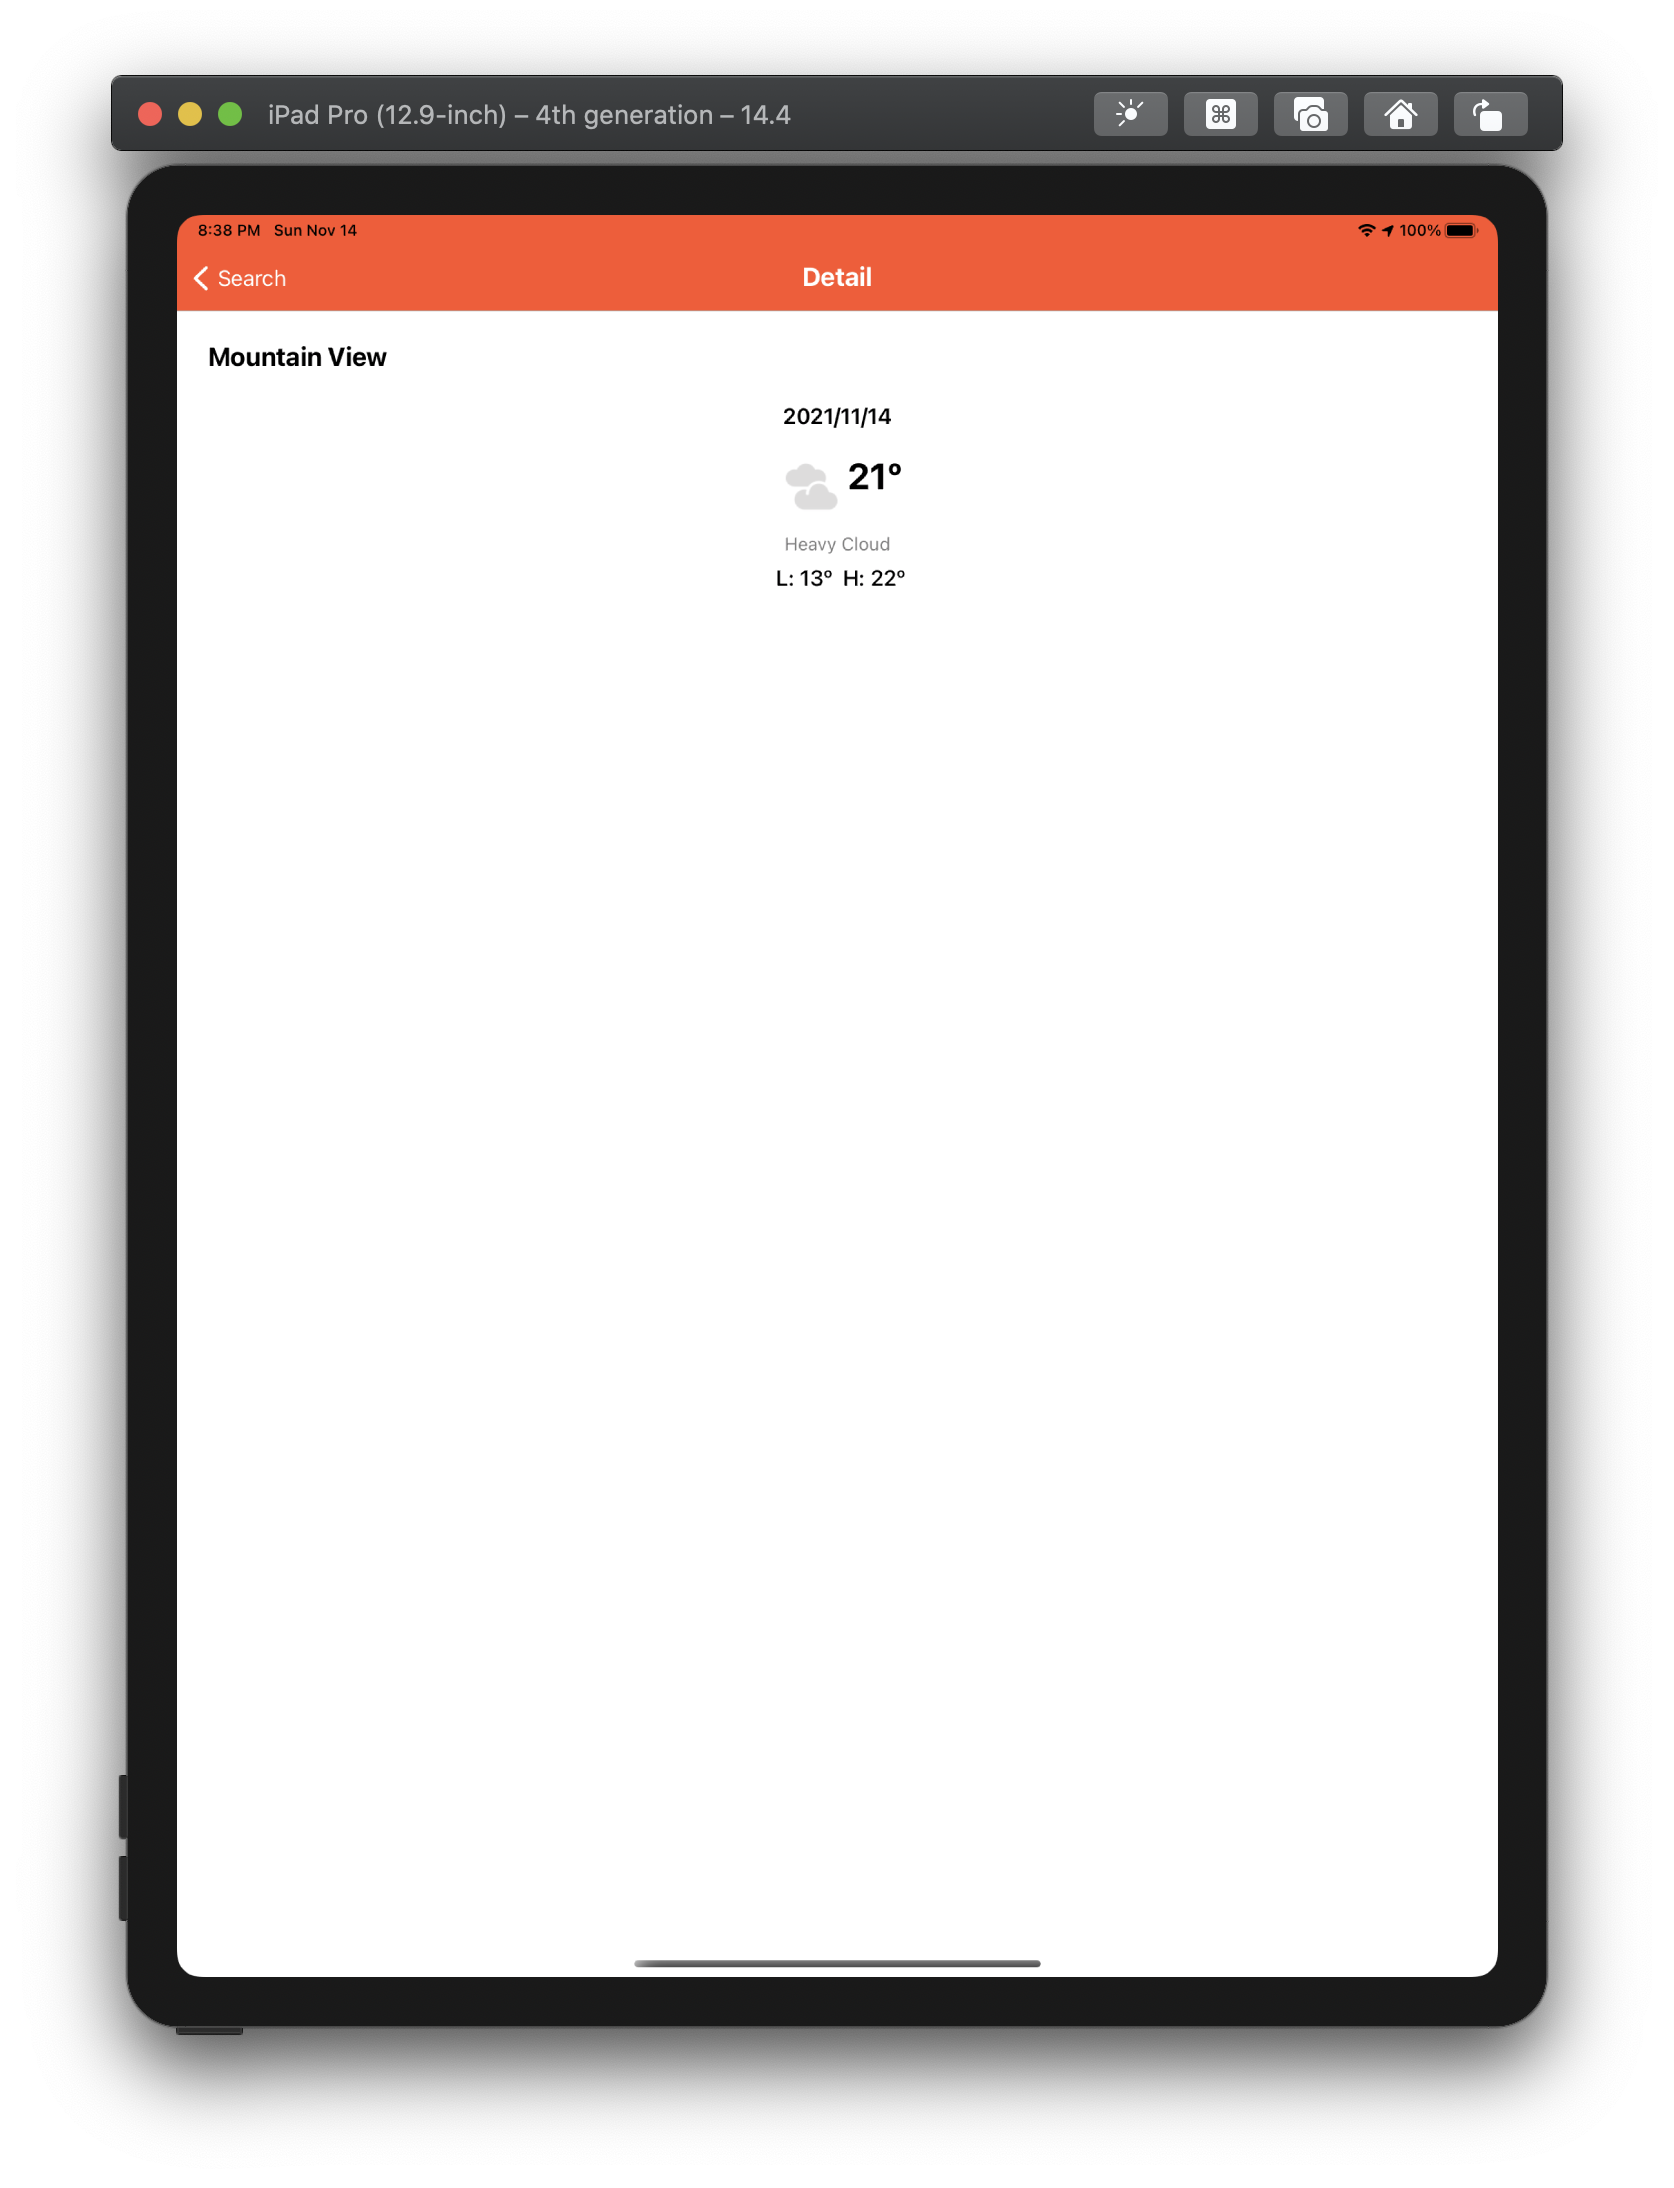 iPad Pro (12.9-inch) – 4th generation – 14.4
8:38 PM Sun Nov 14 100%
Search Detail
Mountain View
2021/11/14
21°
Heavy Cloud
L: 13° H: 22°